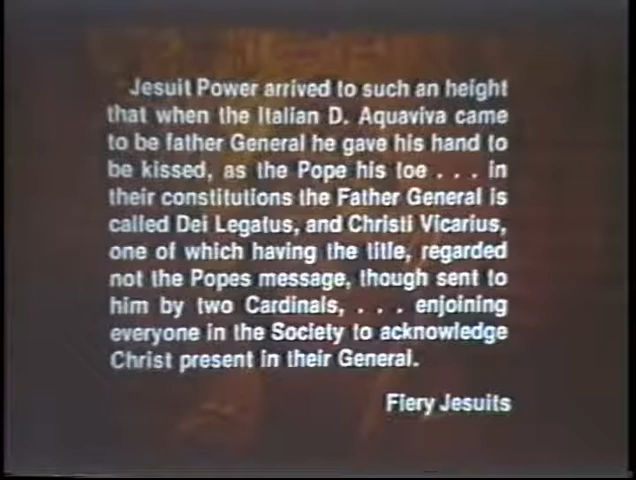 Jesuit Power arrived to such an height
that when the Italian D. Aquaviva came
to be father General he gave his hand to
be kissed, as the Pope his toe . . . in
their constitutions the Father General is
called Dei Legatus, and Christi Vicarius,
one of which having the title, regarded
not the Popes message, though sent to
him by two Cardinals, . . . enjoining
everyone in the Society to acknowledge
Christ present in their General.
Fiery Jesuits